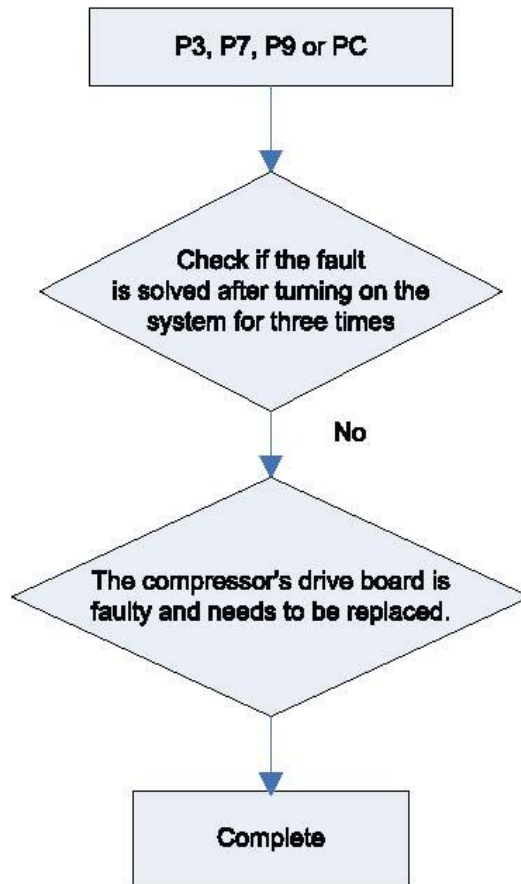 P3, P7, P9 or PC
Check if the fault
is solved after turning on the
system for three times
No
The compressor's drive board is
faulty and needs to be replaced.
Complete